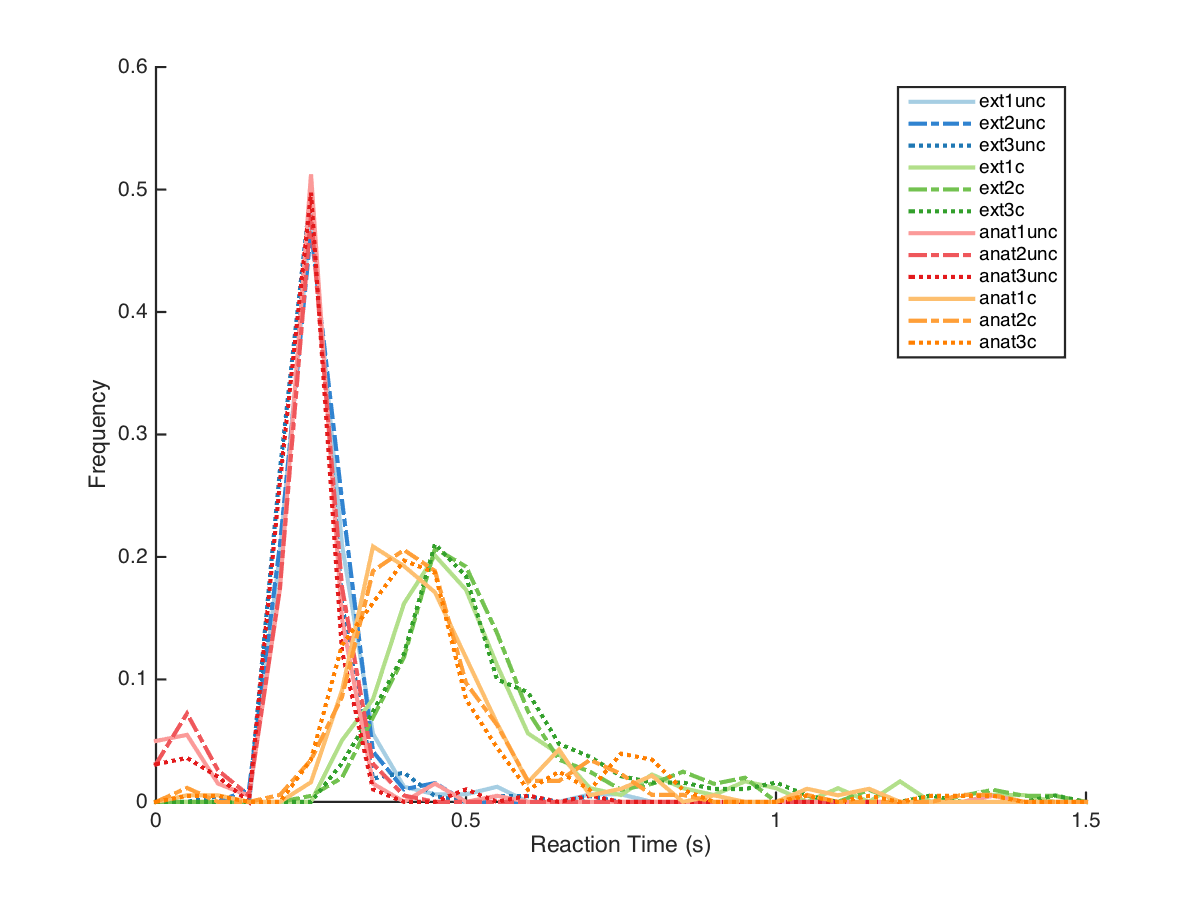 0.6
0.5
0.4
0.3
0.2
0.1
0
Frequency
0
0.5
1
1.5
Reaction Time (s)
ext1unc
ext2unc
ext3unc
ext1c
ext2c
ext3c
anat1unc
anat2unc
anat3unc
anat1c
anat2c
anat3c